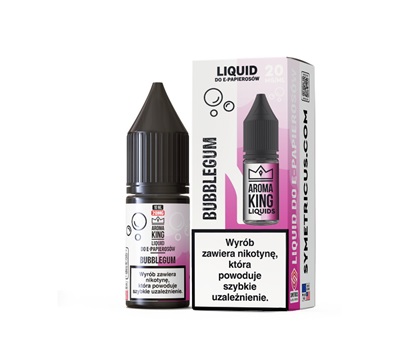 LIQUID
DO E-PAPIEROSÓW
20
BUBBLEGUM
AROMA
KING
LIQUIDS
Wyrób
zawiera nikotynę,
która
powoduje
szybkie
uzależnienie.
LIQUID DO E-PAPIEROSÓW
SYMETRICUS.COM
AROMA
KING
LIQUID
DO E-PAPIEROSÓW
BUBBLEGUM
Wyrób zawiera
nikotynę,
która powoduje
szybkie
uzależnienie.